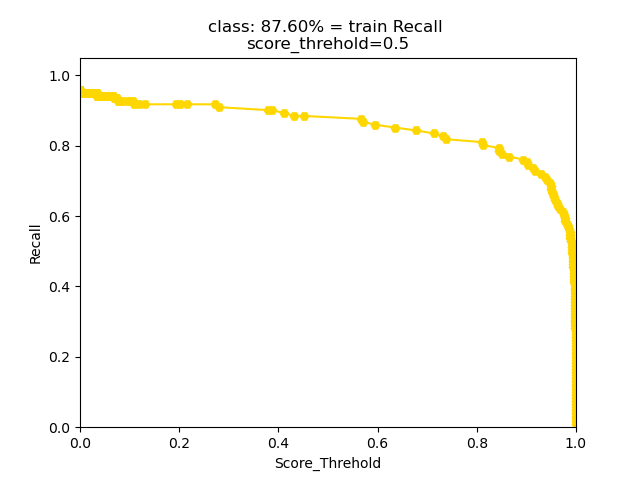 class: 87.60% = train Recall
score_threhold=0.5
1.0
0.8
0.6
0.4
0.2
0.0
Recall
0.0 0.2 0.4 0.6 0.8 1.0
Score_Threhold